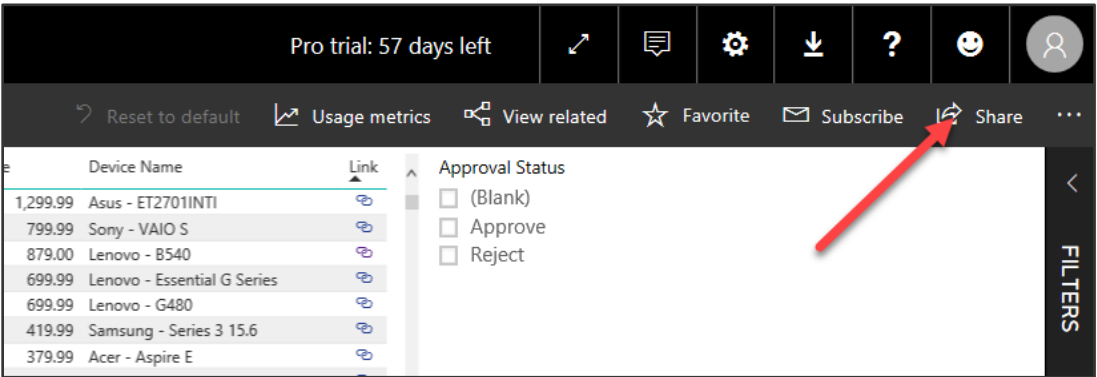 Pro trial: 57 days left
Reset to default Usage metrics View related Favorite Subscribe Share ...
e Device Name Link Approval Status
1,299.99 Asus - ET2701INTI (Blank)
799.99 Sony - VAIO S Approve
879.00 Lenovo - B540 Reject
699.99 Lenovo - Essential G Series
699.99 Lenovo - G480
419.99 Samsung - Series 3 15.6
379.99 Acer - Aspire E
FILTERS